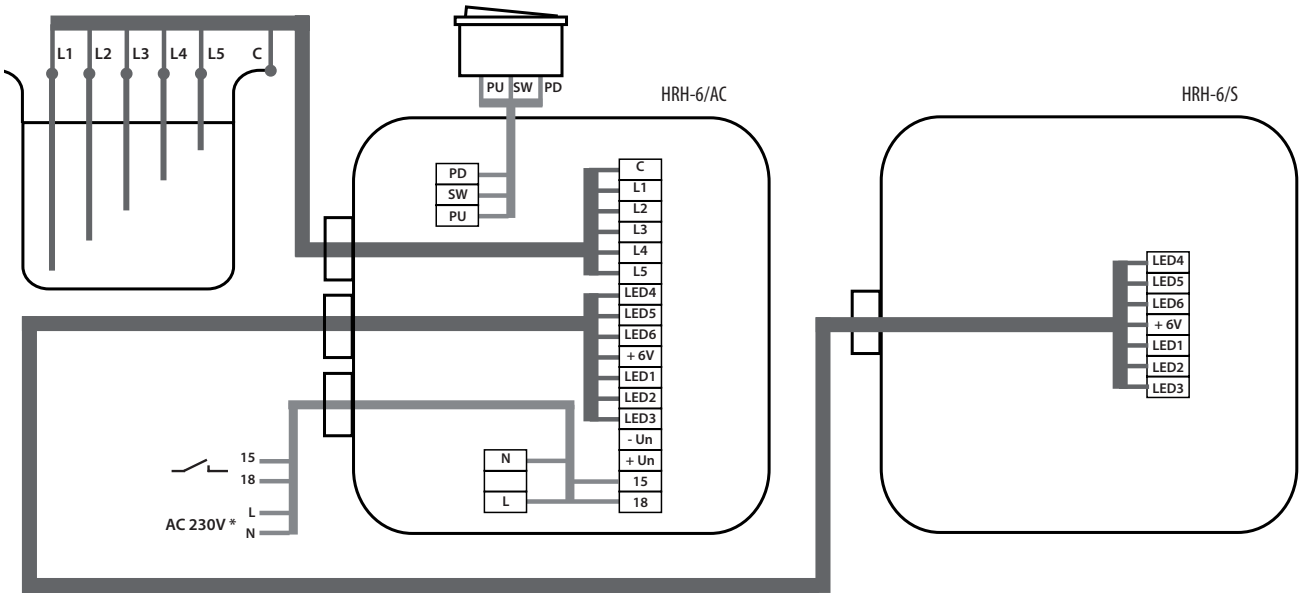 L1 L2 L3 L4 L5 C
PU SW PD
HRH-6/AC
HRH-6/S
PD
SW
PU
C
L1
L2
L3
L4
L5
LED4
LED5
LED6
+ 6V
LED1
LED2
LED3
- Un
+ Un
15
18
N
L
15
18
L
AC 230V *
N
LED4
LED5
LED6
+ 6V
LED1
LED2
LED3